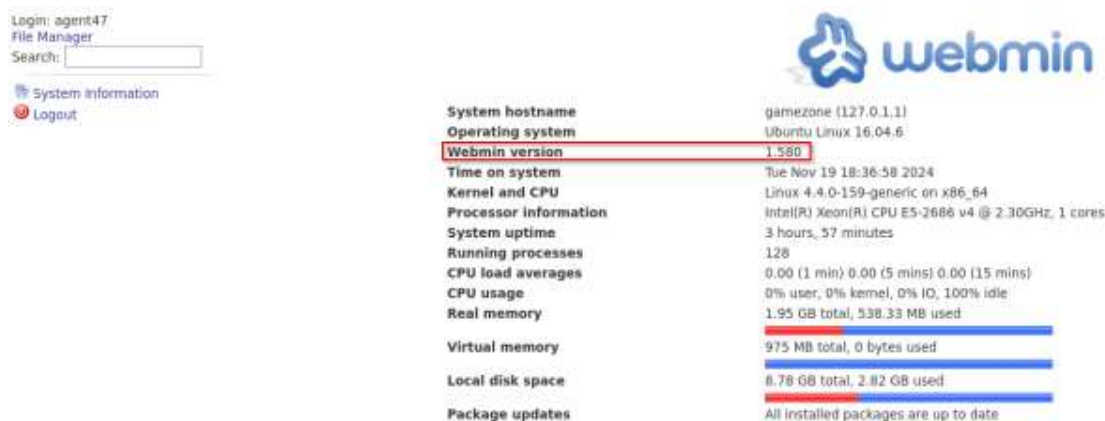 Login: agent47
File Manager
Search:
System Information
Logout
webmin
System hostname gamezone (127.0.1.1)
Operating system Ubuntu Linux 16.04.6
Webmin version 1.580
Time on system Tue Nov 19 18:36:58 2024
Kernel and CPU Linux 4.4.0-159-generic on x86_64
Processor information Intel(R) Xeon(R) CPU E5-2686 v4 @ 2.30GHz, 1 cores
System uptime 3 hours, 57 minutes
Running processes 128
CPU load averages 0.00 (1 min) 0.00 (5 mins) 0.00 (15 mins)
CPU usage 0% user, 0% kernel, 0% IO, 100% idle
Real memory 1.95 GB total, 538.33 MB used
Virtual memory 975 MB total, 0 bytes used
Local disk space 8.78 GB total, 2.82 GB used
Package updates All installed packages are up to date